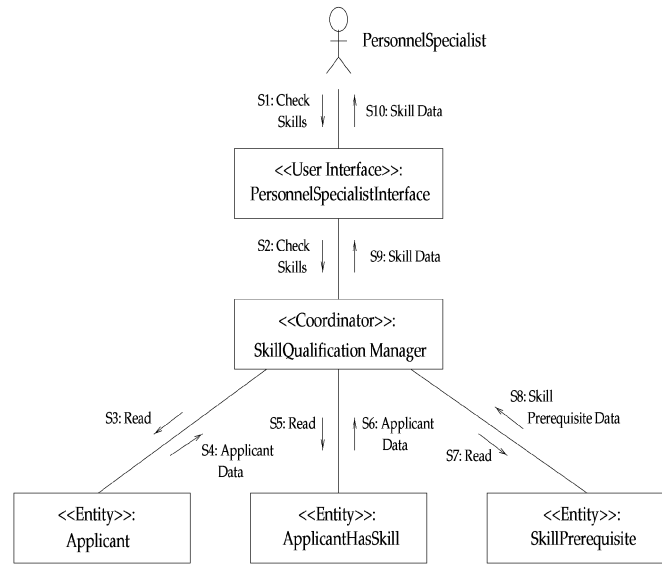 PersonnelSpecialist
S1: Check
Skills
S10: Skill Data
<<User Interface>>:
PersonnelSpecialistInterface
S2: Check
Skills
S9: Skill Data
<<Coordinator>>:
SkillQualification Manager
S3: Read
S4: Applicant
Data
S5: Read
S6: Applicant
Data
S8: Skill
Prerequisite Data
S7: Read
<<Entity>>:
Applicant
<<Entity>>:
ApplicantHasSkill
<<Entity>>:
SkillPrerequisite